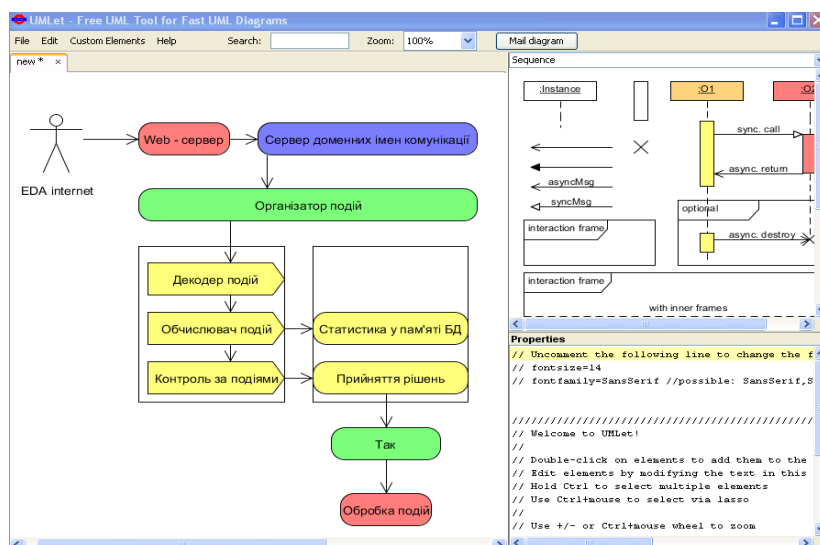 UMLet - Free UML Tool for Fast UML Diagrams
File Edit Custom Elements Help Search: Zoom: 100% Mail diagram
new * x
EDA internet
Web - сервер
Сервер доменних імен комунікації
Організатор подій
Декодер подій
Обчислювач подій
Статистика у пам'яті БД
Контроль за подіями
Прийняття рішень
Так
Обробка подій
Sequence
:Instance
:O1
sync. call
async. return
asyncMsg
syncMsg
optional
interaction frame
async. destroy
interaction frame
with inner frames
Properties
// Uncomment the following line to change the f
// fontsize=14
// fontfamily=SansSerif //possible: SansSerif,S
// Welcome to UMLet!
//
// Double-click on elements to add them to the
// Edit elements by modifying the text in this
// Hold Ctrl to select multiple elements
// Use Ctrl+mouse to select via lasso
//
// Use +/- or Ctrl+mouse wheel to zoom